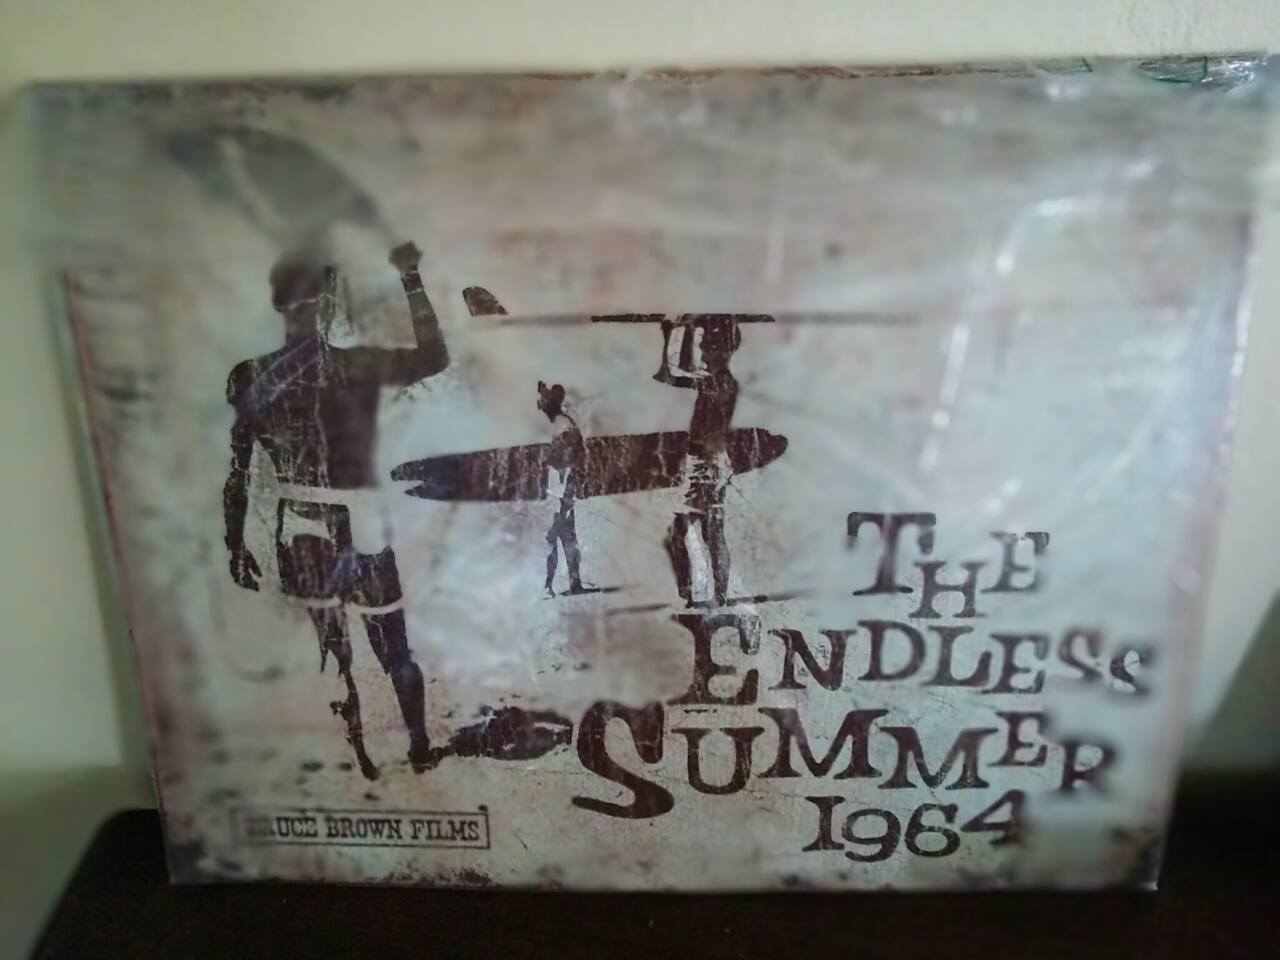 THE
ENDLESS
SUMMER
1964
BRUCE BROWN FILMS